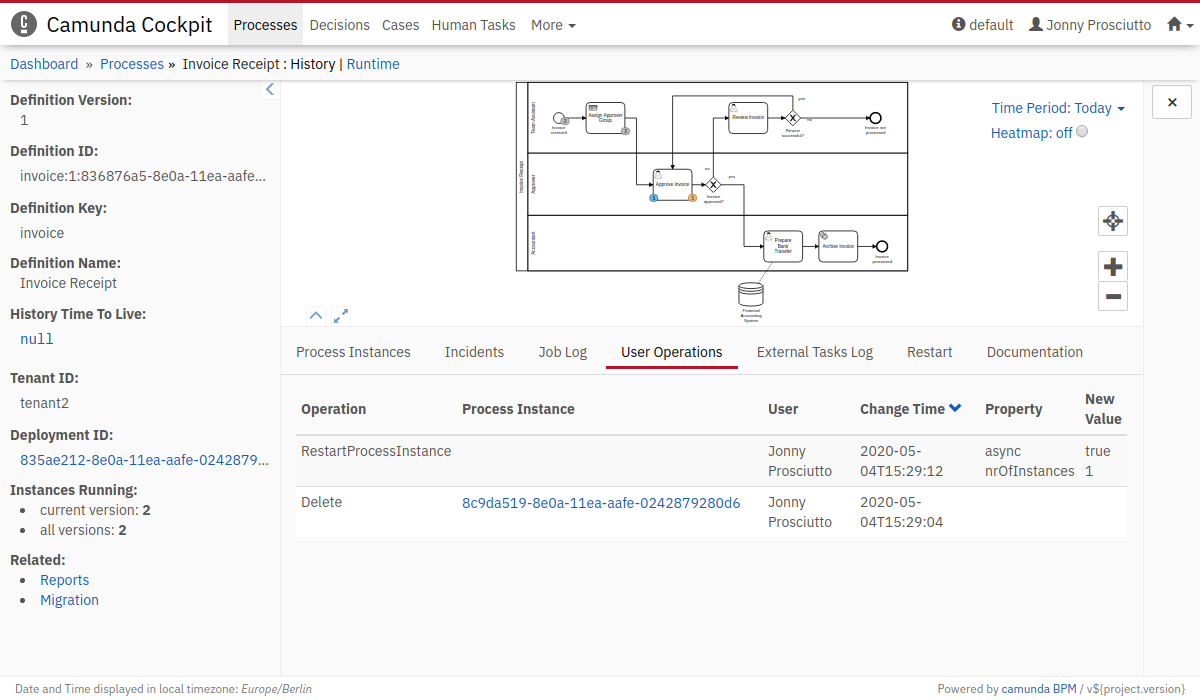 Camunda Cockpit
Processes Decisions Cases Human Tasks More
default Jonny Prosciutto
Dashboard » Processes » Invoice Receipt : History | Runtime
Definition Version:
1
Definition ID:
invoice:1:836876a5-8e0a-11ea-aafe...
Definition Key:
invoice
Definition Name:
Invoice Receipt
History Time To Live:
null
Tenant ID:
tenant2
Deployment ID:
835ae212-8e0a-11ea-aafe-0242879...
Instances Running:
current version: 2
all versions: 2
Related:
Reports
Migration
Invoice Receipt
Team Assistant
Approver
Accountant
Invoice
received
Assign Approver
Group
Review Invoice
yes
no
Review
successful?
Invoice not
processed
Approve Invoice
no
yes
Invoice
approved?
Prepare
Bank
Transfer
Archive Invoice
Invoice
processed
Financial
Accounting
System
Time Period: Today
Heatmap: off
Process Instances Incidents Job Log User Operations External Tasks Log Restart Documentation
Operation Process Instance User Change Time Property New
Value
RestartProcessInstance Jonny 2020-05- async true
Prosciutto 04T15:29:12 nrOfInstances 1
Delete 8c9da519-8e0a-11ea-aafe-0242879280d6 Jonny 2020-05-
Prosciutto 04T15:29:04
Date and Time displayed in local timezone: Europe/Berlin
Powered by camunda BPM / v${project.version}